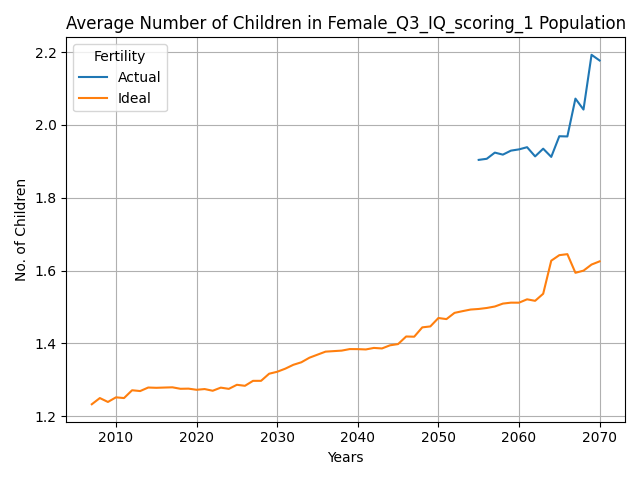 Average Number of Children in Female_Q3_IQ_scoring_1 Population
Fertility
Actual
Ideal
No. of Children
2.2
2.0
1.8
1.6
1.4
1.2
2010 2020 2030 2040 2050 2060 2070
Years